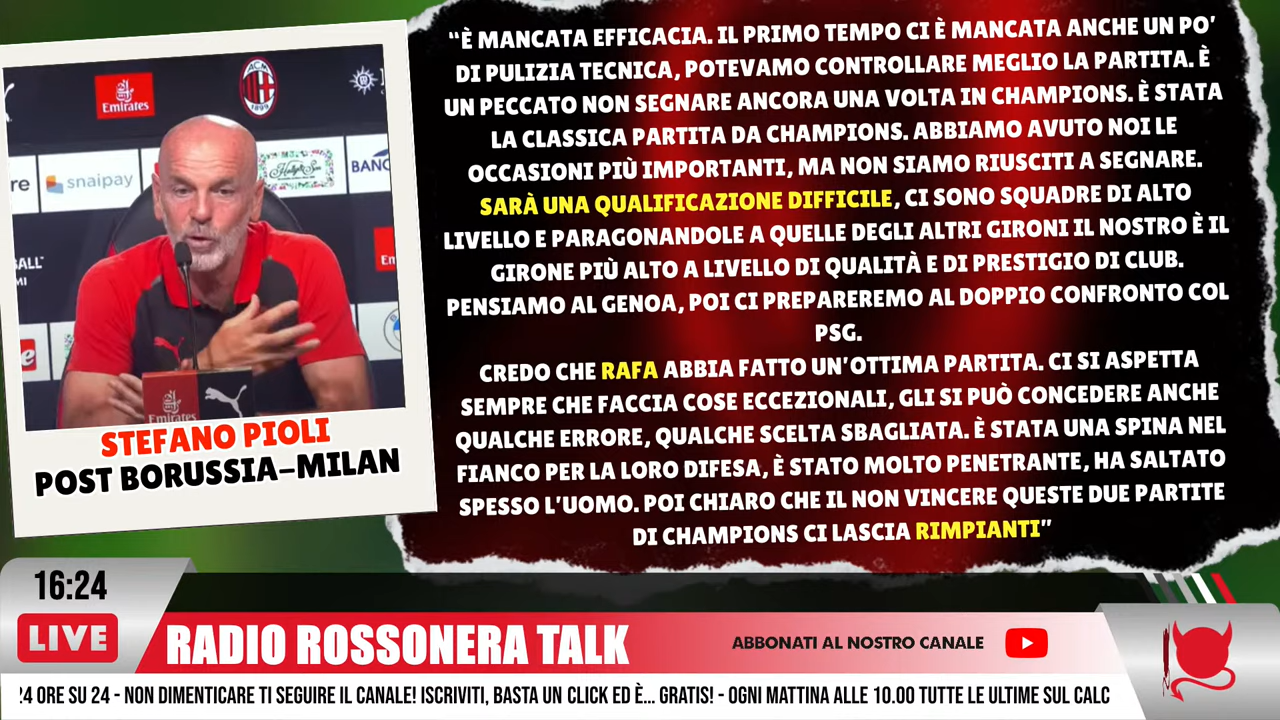 "È MANCATA EFFICACIA. IL PRIMO TEMPO CI È MANCATA ANCHE UN PO'
DI PULIZIA TECNICA, POTEVAMO CONTROLLARE MEGLIO LA PARTITA. È
UN PECCATO NON SEGNARE ANCORA UNA VOLTA IN CHAMPIONS. È STATA
LA CLASSICA PARTITA DA CHAMPIONS. ABBIAMO AVUTO NOI LE
OCCASIONI PIÙ IMPORTANTI, MA NON SIAMO RIUSCITI A SEGNARE.
SARÀ UNA QUALIFICAZIONE DIFFICILE, CI SONO SQUADRE DI ALTO
LIVELLO E PARAGONANDOLE A QUELLE DEGLI ALTRI GIRONI IL NOSTRO È IL
GIRONE PIÙ ALTO A LIVELLO DI QUALITÀ E DI PRESTIGIO DI CLUB.
PENSIAMO AL GENOA, POI CI PREPAREREMO AL DOPPIO CONFRONTO COL
PSG.
CREDO CHE RAFA ABBIA FATTO UN'OTTIMA PARTITA. CI SI ASPETTA
SEMPRE CHE FACCIA COSE ECCEZIONALI, GLI SI PUÒ CONCEDERE ANCHE
QUALCHE ERRORE, QUALCHE SCELTA SBAGLIATA. È STATA UNA SPINA NEL
FIANCO PER LA LORO DIFESA, È STATO MOLTO PENETRANTE, HA SALTATO
SPESSO L'UOMO. POI CHIARO CHE IL NON VINCERE QUESTE DUE PARTITE
DI CHAMPIONS CI LASCIA RIMPIANTI"
Emirates
ACM
1899
snaipay
BANC
Emirates
STEFANO PIOLI
POST BORUSSIA-MILAN
16:24
LIVE
RADIO ROSSONERA TALK
ABBONATI AL NOSTRO CANALE
24 ORE SU 24 - NON DIMENTICARE TI SEGUIRE IL CANALE! ISCRIVITI, BASTA UN CLICK ED È... GRATIS! - OGNI MATTINA ALLE 10.00 TUTTE LE ULTIME SUL CALC